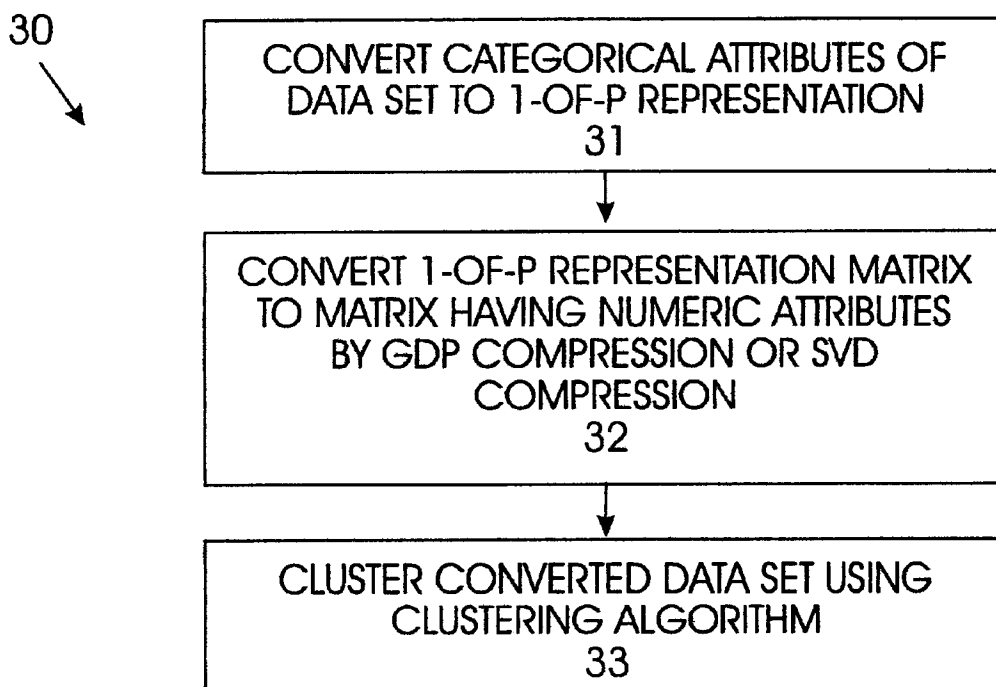 30
CONVERT CATEGORICAL ATTRIBUTES OF
DATA SET TO 1-OF-P REPRESENTATION
31
CONVERT 1-OF-P REPRESENTATION MATRIX
TO MATRIX HAVING NUMERIC ATTRIBUTES
BY GDP COMPRESSION OR SVD
COMPRESSION
32
CLUSTER CONVERTED DATA SET USING
CLUSTERING ALGORITHM
33